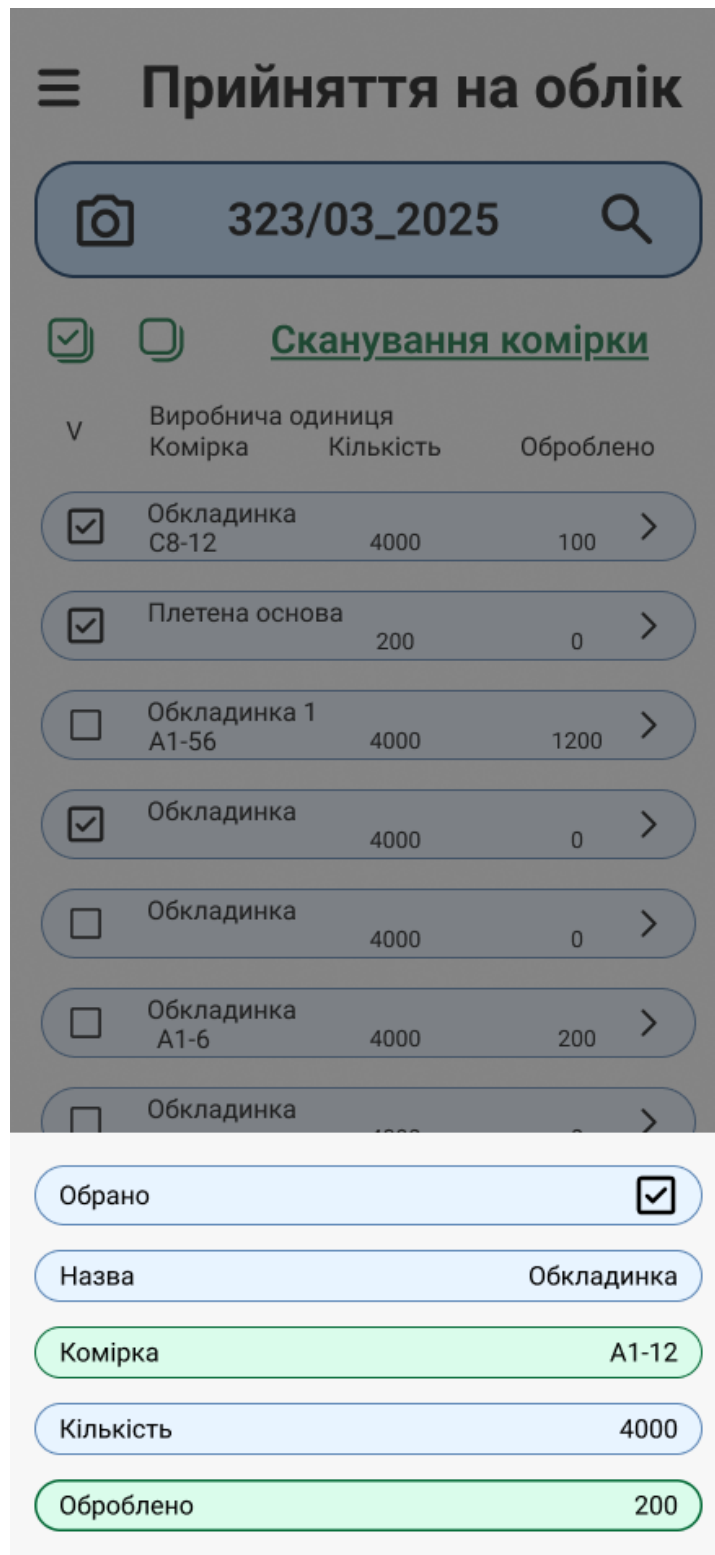 Прийняття на облік
323/03_2025
Сканування комірки
V
Виробнича одиниця
Комірка Кількість Оброблено
Обкладинка
C8-12 4000 100
Плетена основа
200 0
Обкладинка 1
A1-56 4000 1200
Обкладинка
4000 0
Обкладинка
4000 0
Обкладинка
A1-6 4000 200
Обкладинка
Обрано
Назва Обкладинка
Комірка A1-12
Кількість 4000
Оброблено 200